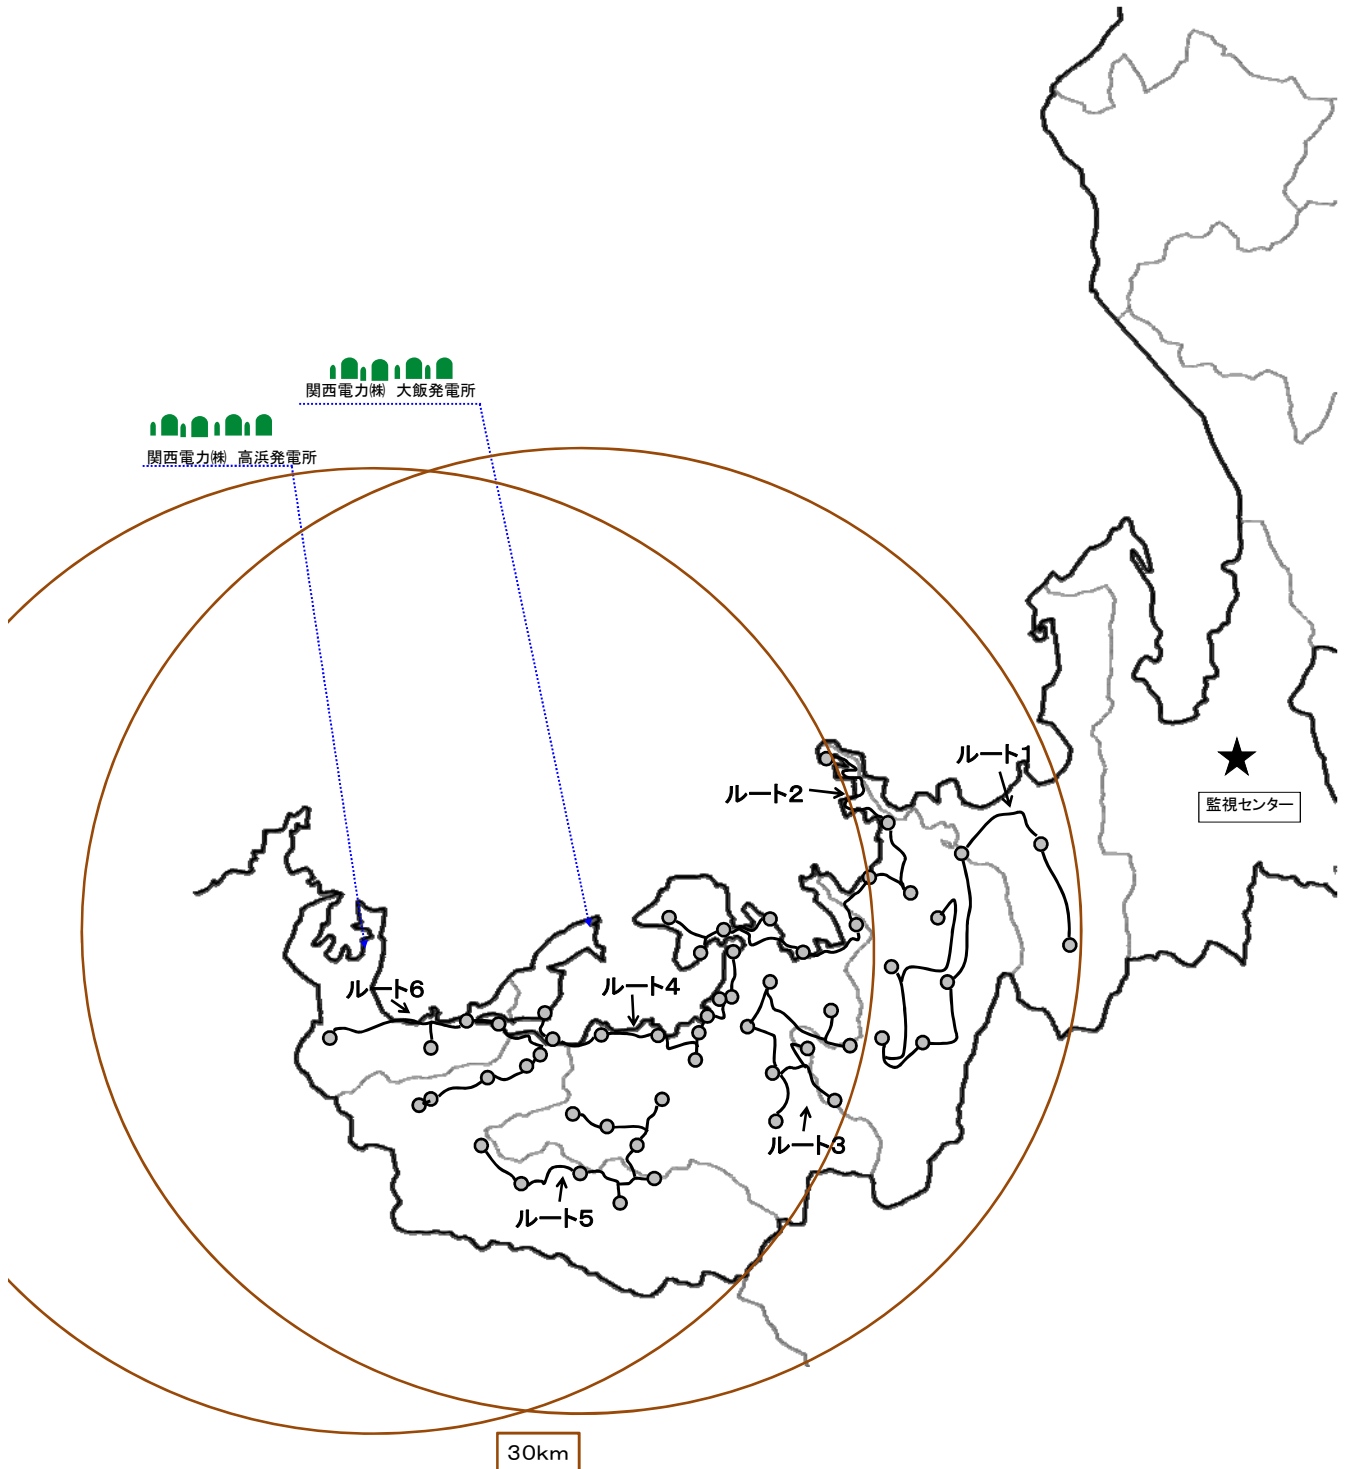 関西電力㈱ 大飯発電所
関西電力㈱ 高浜発電所
ルート1
ルート2
監視センター
ルート6
ルート4
ルート3
ルート5
30km